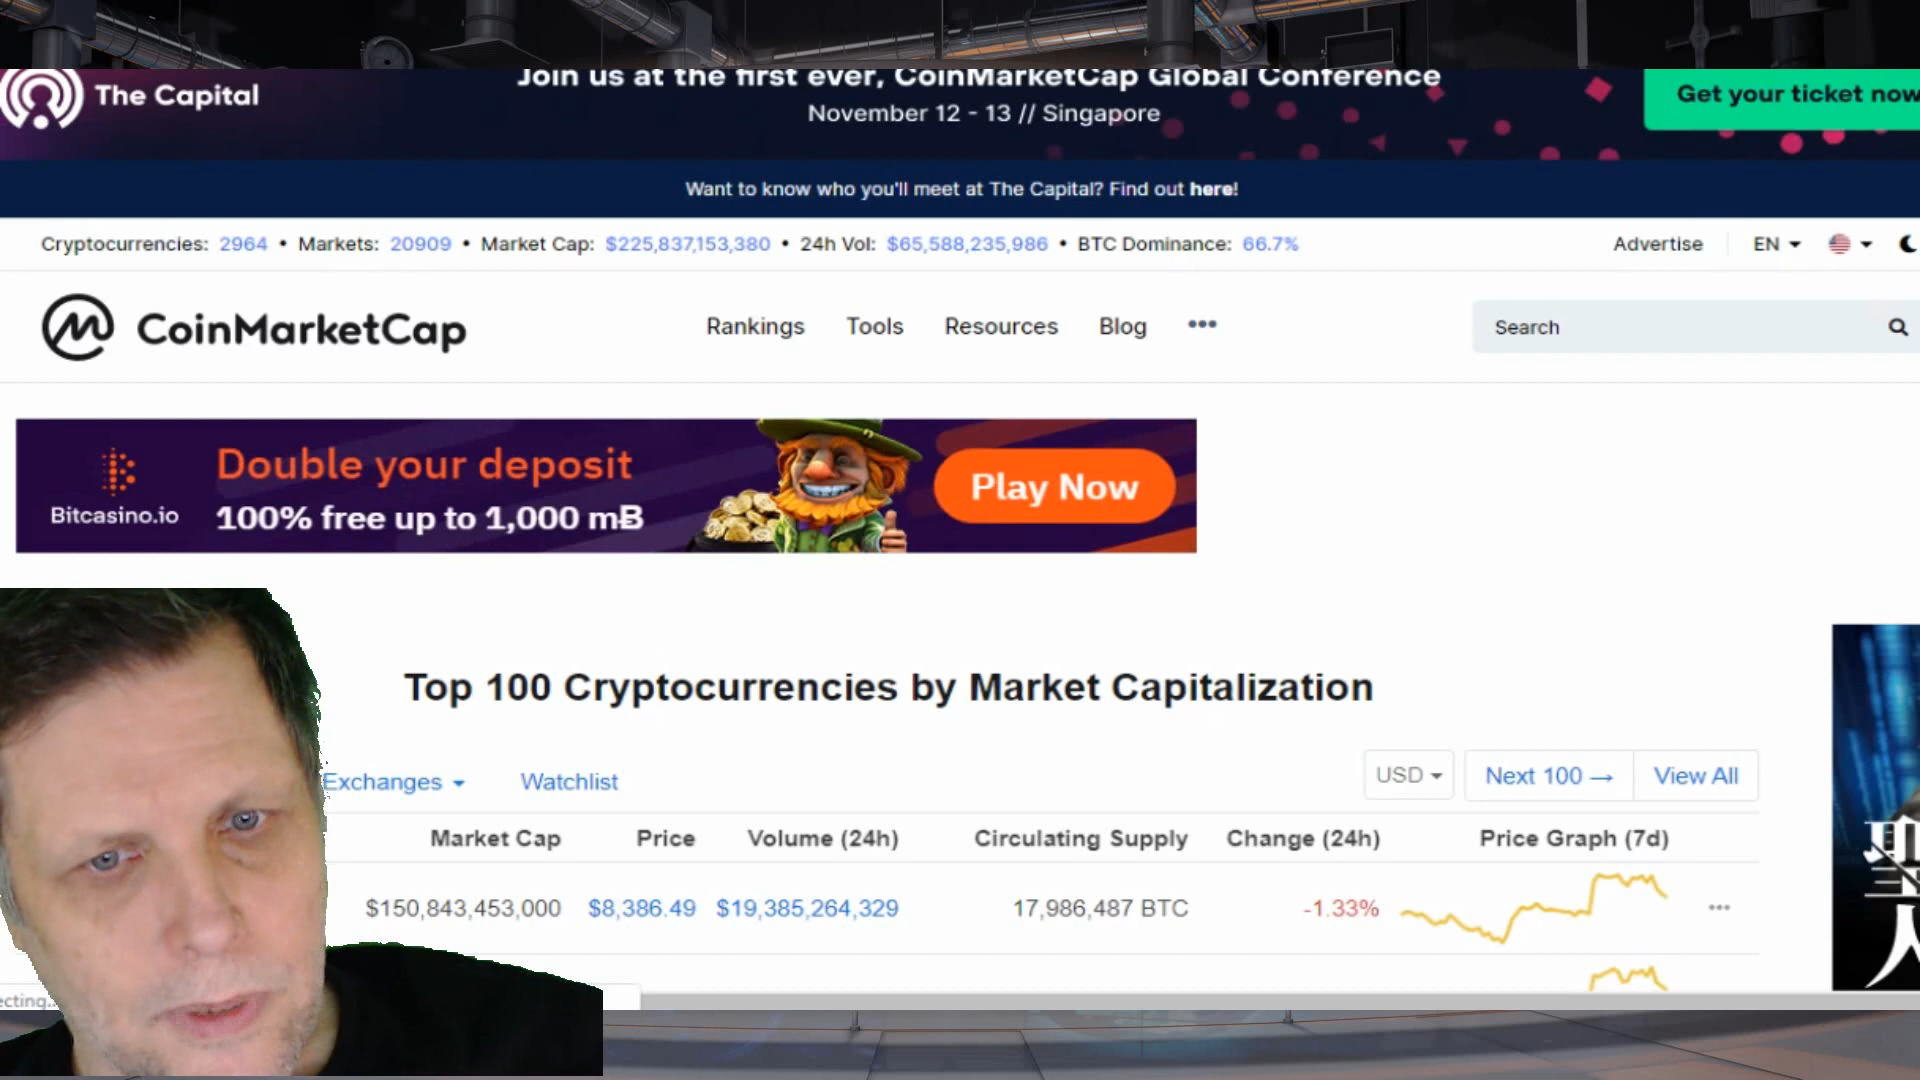 The Capital
Join us at the first ever, CoinMarketCap Global Conference
November 12 - 13 // Singapore
Get your ticket now
Want to know who you'll meet at The Capital? Find out here!
Cryptocurrencies: 2964 • Markets: 20909 • Market Cap: $225,837,153,380 • 24h Vol: $65,588,235,986 • BTC Dominance: 66.7%
Advertise EN
CoinMarketCap
Rankings Tools Resources Blog •••
Search
Bitcasino.io
Double your deposit
100% free up to 1,000 mɃ
Play Now
Top 100 Cryptocurrencies by Market Capitalization
Exchanges Watchlist
USD Next 100 → View All
Market Cap Price Volume (24h) Circulating Supply Change (24h) Price Graph (7d)
$150,843,453,000 $8,386.49 $19,385,264,329 17,986,487 BTC -1.33%
ecting...